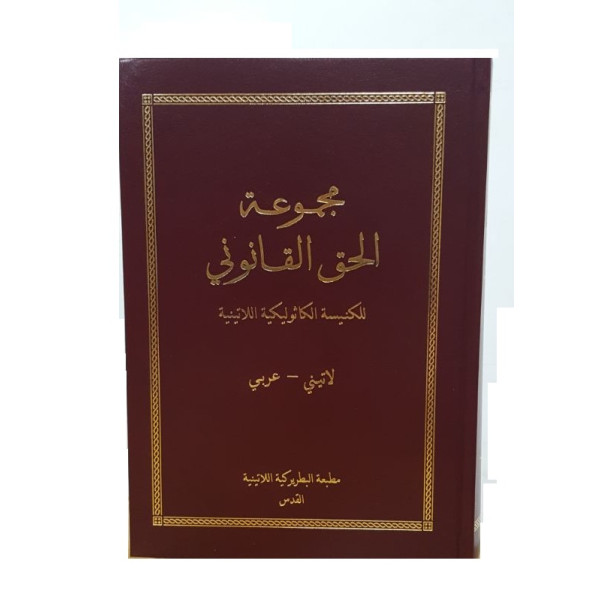 مجموعة
الحق القانوني
للكنيسة الكاثوليكية اللاتينية
لاتيني - عربي
مطبعة البطريركية اللاتينية
القدس